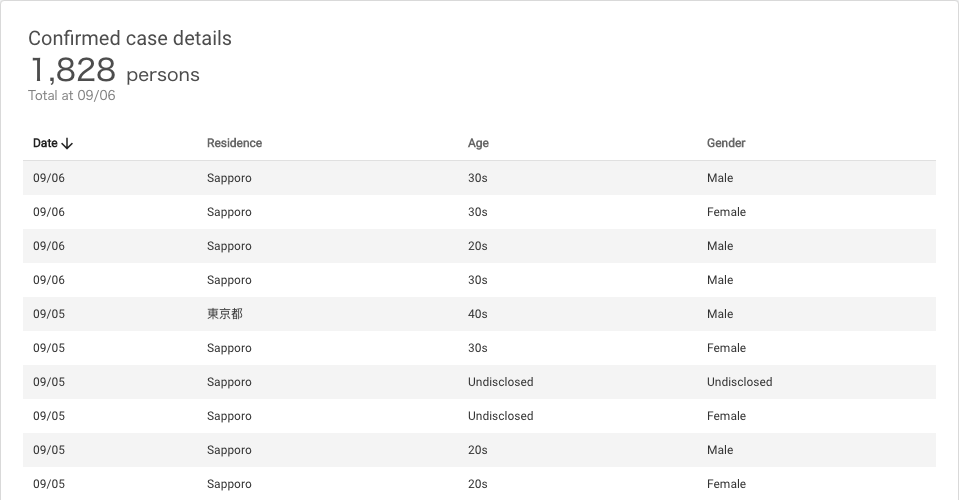 Confirmed case details
1,828 persons
Total at 09/06
Date Residence Age Gender
09/06 Sapporo 30s Male
09/06 Sapporo 30s Female
09/06 Sapporo 20s Male
09/06 Sapporo 30s Male
09/05 東京都 40s Male
09/05 Sapporo 30s Female
09/05 Sapporo Undisclosed Undisclosed
09/05 Sapporo Undisclosed Female
09/05 Sapporo 20s Male
09/05 Sapporo 20s Female